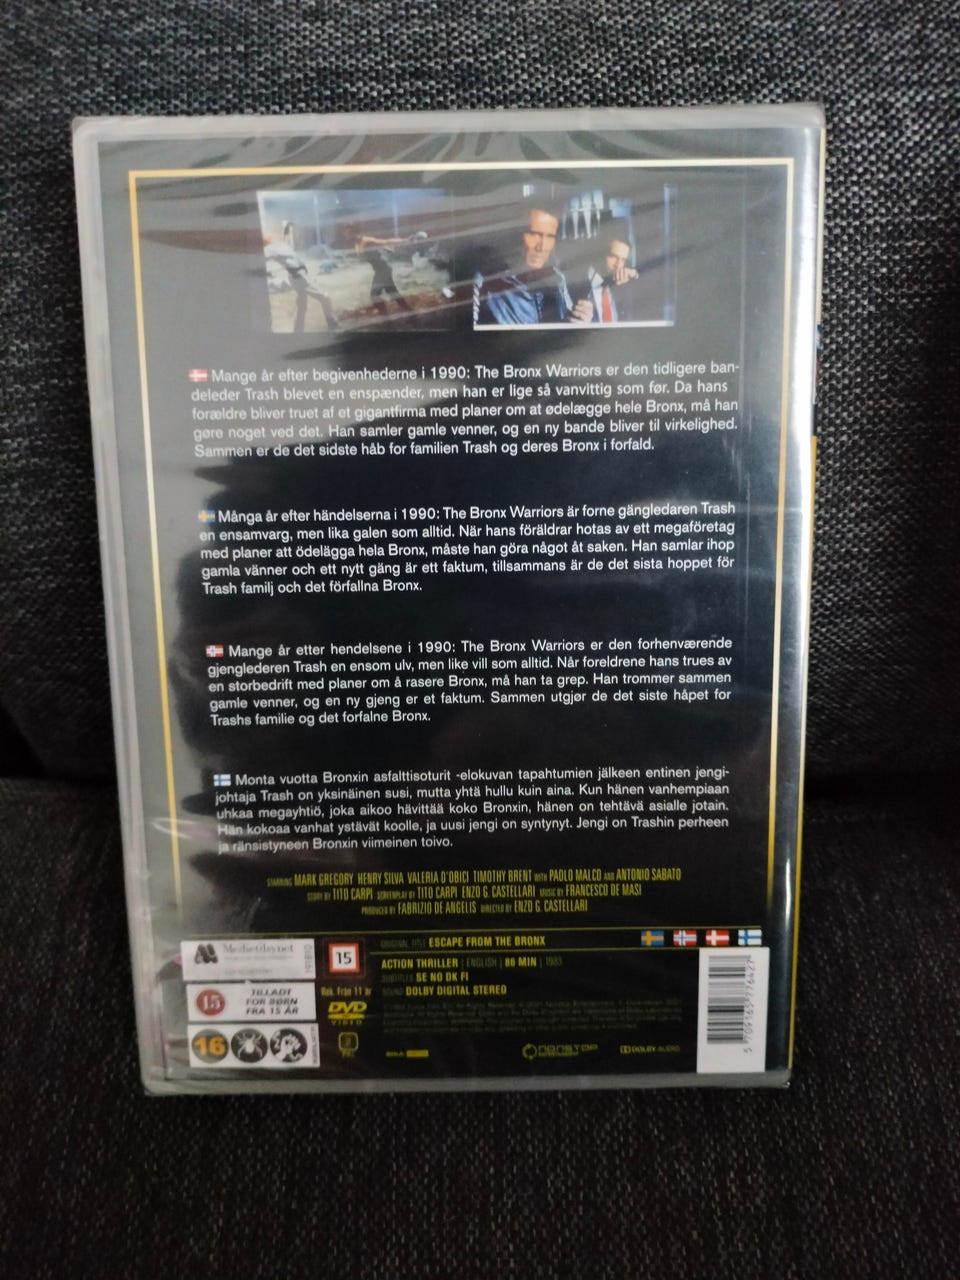 Mange år efter begivenhederne i 1990: The Bronx Warriors er den tidligere ban-
deleder Trash blevet en enspænder, men han er lige så vanvittig som før. Da hans
forældre bliver truet af et gigantfirma med planer om at ødelægge hele Bronx, må han
gøre noget ved det. Han samler gamle venner, og en ny bande bliver til virkelighed.
Sammen er de det sidste håb for familien Trash og deres Bronx i forfald.
Många år efter händelserna i 1990: The Bronx Warriors är forne gängledaren Trash
en ensamvarg, men lika galen som alltid. När hans föräldrar hotas av ett megaföretag
med planer att ödelägga hela Bronx, måste han göra något åt saken. Han samlar ihop
gamla vänner och ett nytt gäng är ett faktum, tillsammans är de det sista hoppet för
Trash familj och det förfallna Bronx.
Mange år etter hendelsene i 1990: The Bronx Warriors er den forhenværende
gjenglederen Trash en ensom ulv, men like vill som alltid. Når foreldrene hans trues av
en storbedrift med planer om å rasere Bronx, må han ta grep. Han trommer sammen
gamle venner, og en ny gjeng er et faktum. Sammen utgjør de det siste håpet for
Trashs familie og det forfalne Bronx.
Monta vuotta Bronxin asfalttisoturit -elokuvan tapahtumien jälkeen entinen jengi-
johtaja Trash on yksinäinen susi, mutta yhtä hullu kuin aina. Kun hänen vanhempiaan
uhkaa megayhtiö, joka aikoo hävittää koko Bronxin, hänen on tehtävä asialle jotain.
Hän kokoaa vanhat ystävät koolle, ja uusi jengi on syntynyt. Jengi on Trashin perheen
ja ränsistyneen Bronxin viimeinen toivo.
STARRING MARK GREGORY HENRY SILVA VALERIA D'OBICI TIMOTHY BRENT WITH PAOLO MALCO AND ANTONIO SABATO
STORY BY TITO CARPI SCREENPLAY BY TITO CARPI ENZO G. CASTELLARI MUSIC BY FRANCESCO DE MASI
PRODUCED BY FABRIZIO DE ANGELIS DIRECTED BY ENZO G. CASTELLARI
ORIGINAL TITLE ESCAPE FROM THE BRONX
ACTION THRILLER | ENGLISH | 86 MIN | 1983
SUBTITLES SE NO DK FI
SOUND DOLBY DIGITAL STEREO
Medietilsynet
15
Rek. Från 11 år
15
TILLADT
FOR BØRN
FRA 15 ÅR
DVD
VIDEO
16
2
PAL
NONSTOP
DOLBY AUDIO
5 709165 776427